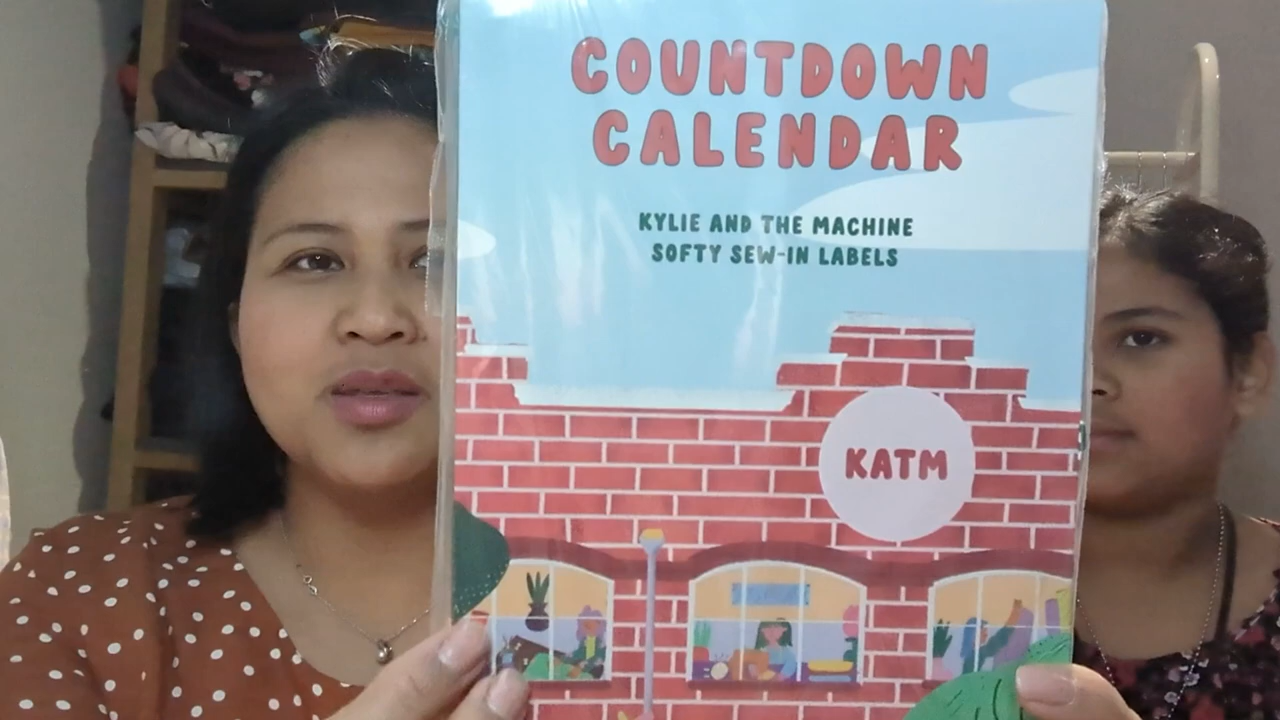 COUNTDOWN
CALENDAR
KYLIE AND THE MACHINE
SOFTY SEW-IN LABELS
KATM